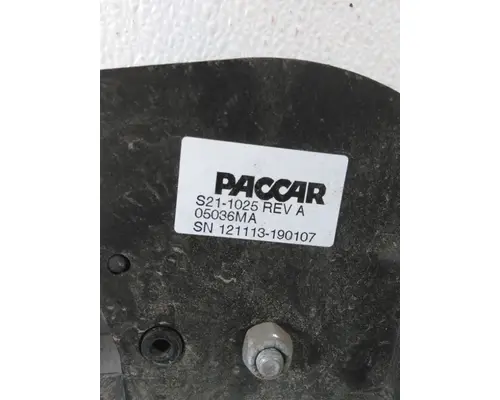 PACCAR
S21-1025 REV A
05036MA
SN 121113-190107